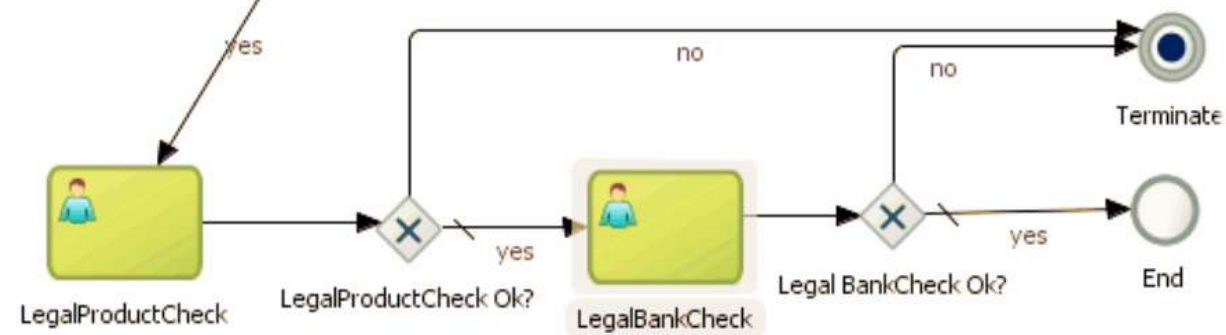 yes
no
no
Terminate
yes
yes
LegalProductCheck
LegalProductCheck Ok?
LegalBankCheck
Legal BankCheck Ok?
End